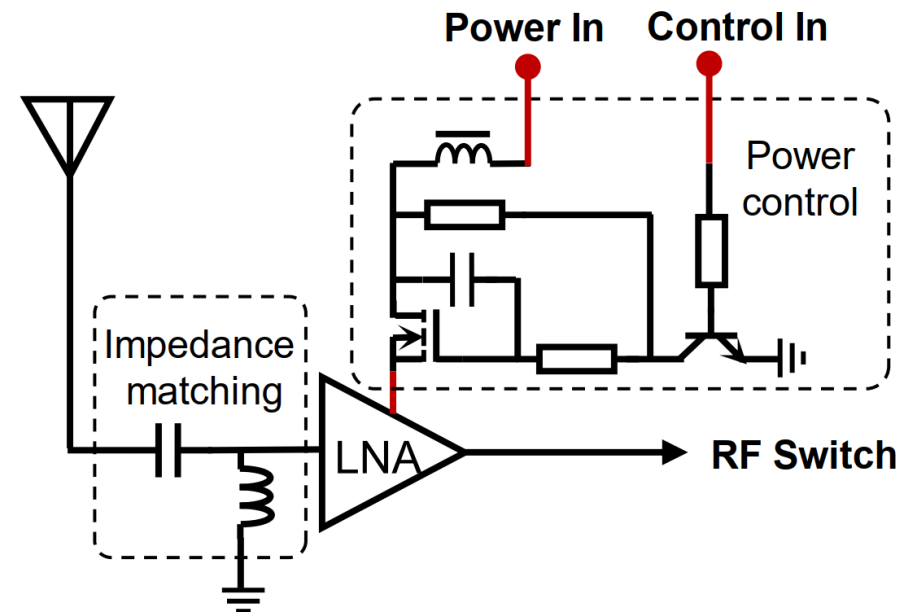 Power In
Control In
Power
control
Impedance
matching
LNA
RF Switch